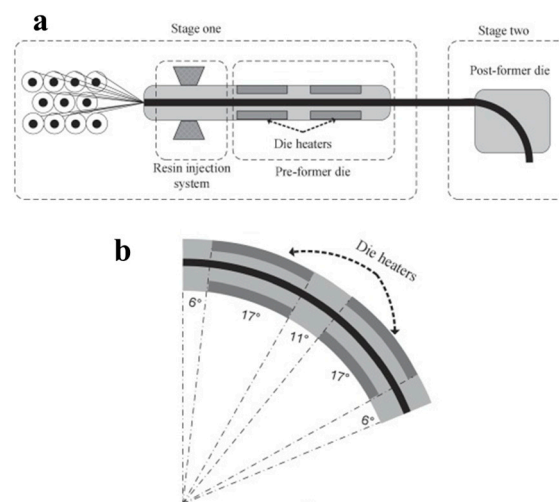 a
Stage one
Stage two
Post-former die
Die heaters
Resin injection
system
Pre-former die
b
Die heaters
6°
17°
11°
17°
6°